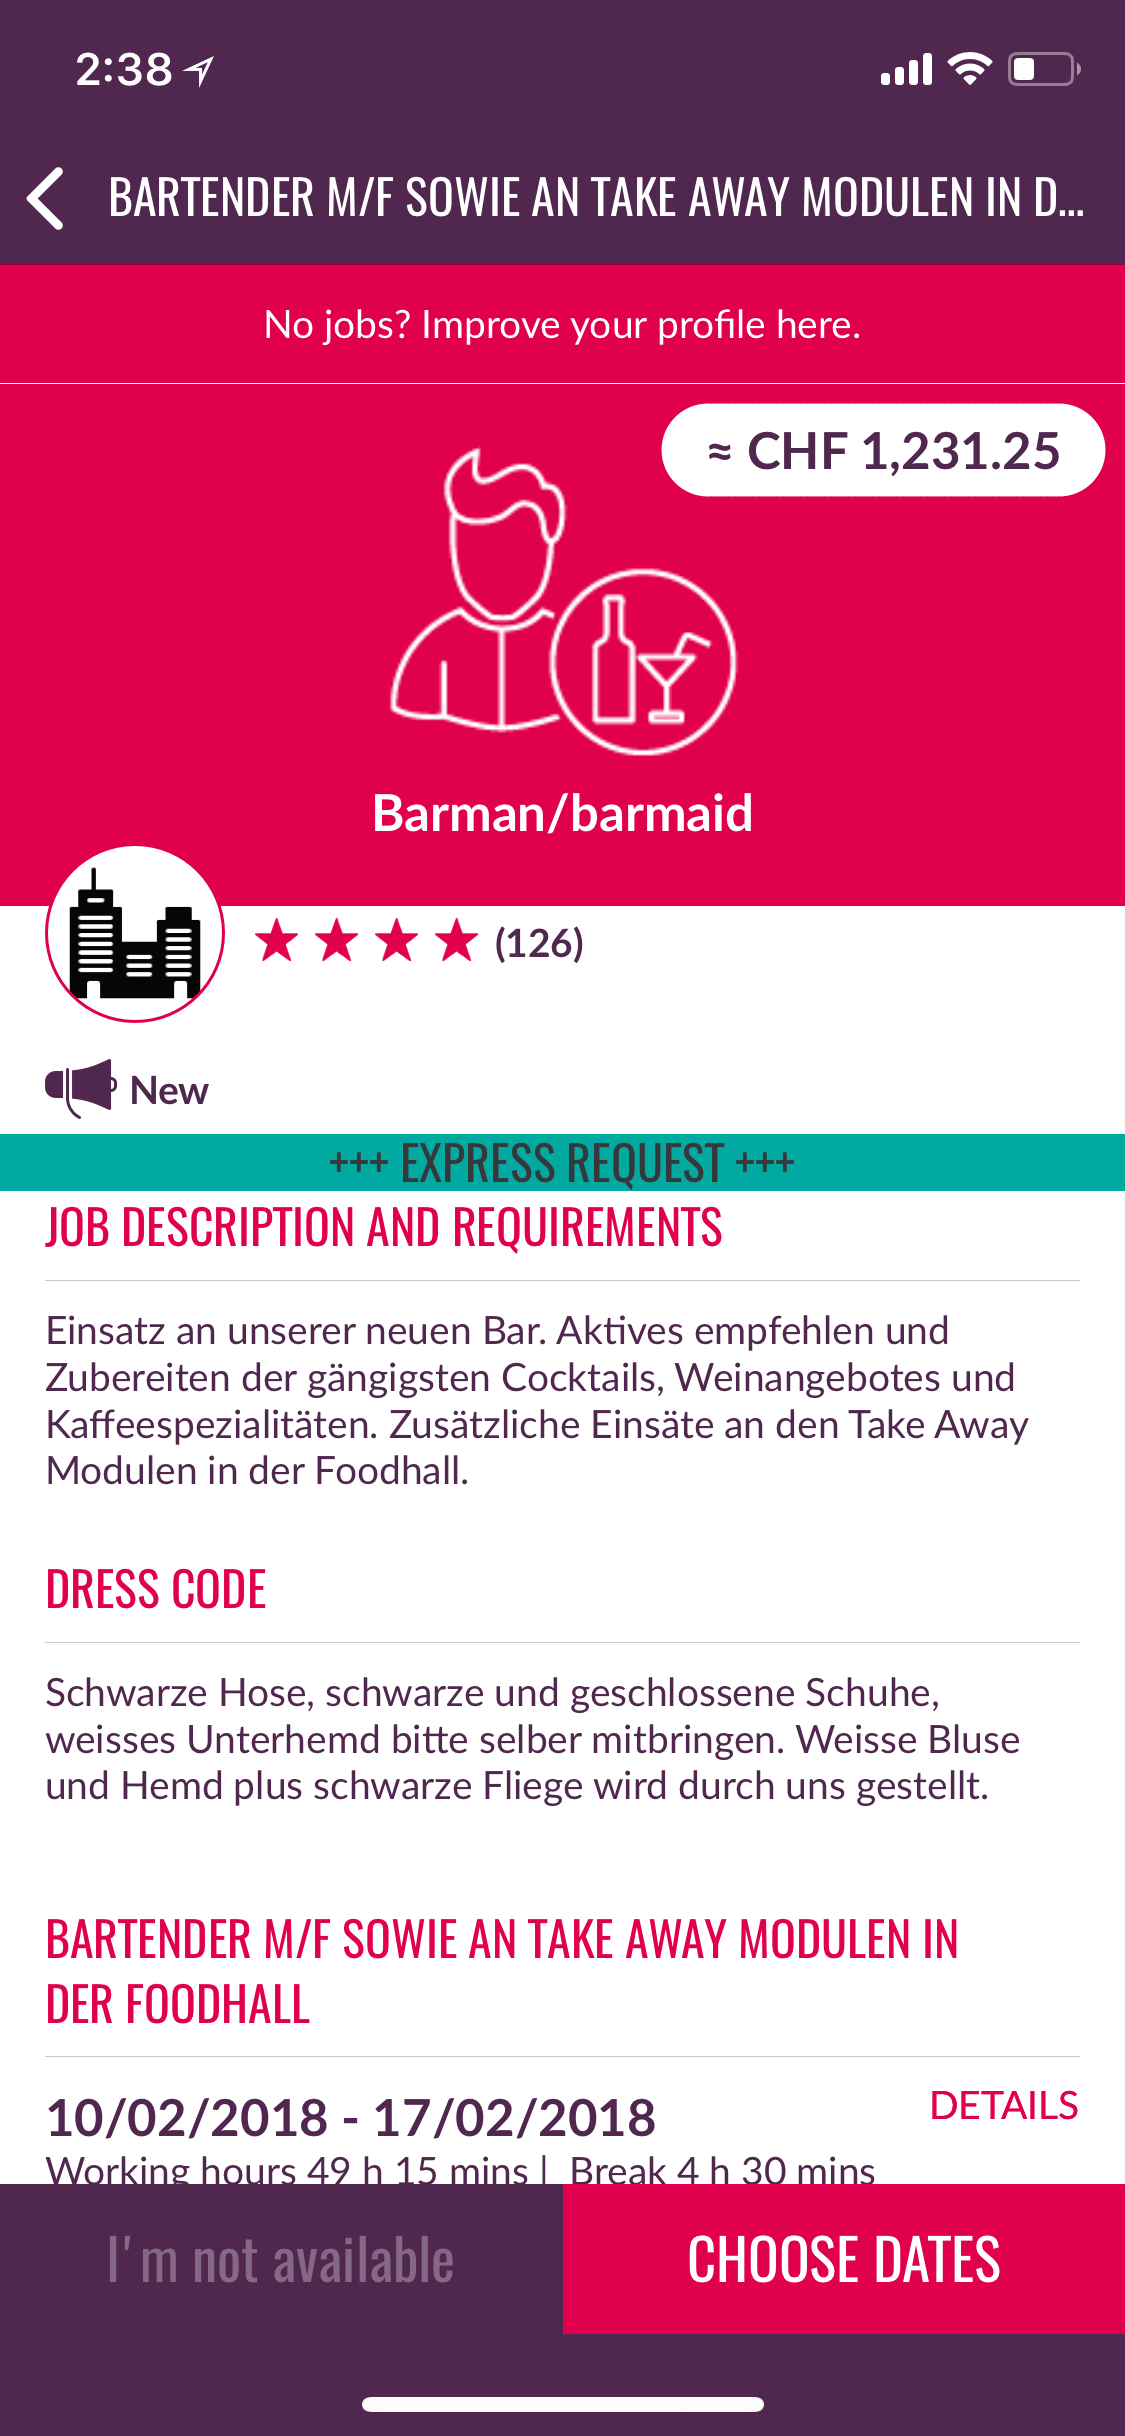 2:38
BARTENDER M/F SOWIE AN TAKE AWAY MODULEN IN D...
No jobs? Improve your profile here.
≈ CHF 1,231.25
Barman/barmaid
(126)
New
+++ EXPRESS REQUEST +++
JOB DESCRIPTION AND REQUIREMENTS
Einsatz an unserer neuen Bar. Aktives empfehlen und
Zubereiten der gängigsten Cocktails, Weinangebotes und
Kaffeespezialitäten. Zusätzliche Einsäte an den Take Away
Modulen in der Foodhall.
DRESS CODE
Schwarze Hose, schwarze und geschlossene Schuhe,
weisses Unterhemd bitte selber mitbringen. Weisse Bluse
und Hemd plus schwarze Fliege wird durch uns gestellt.
BARTENDER M/F SOWIE AN TAKE AWAY MODULEN IN
DER FOODHALL
10/02/2018 - 17/02/2018
DETAILS
Working hours 49 h 15 mins | Break 4 h 30 mins
I'm not available
CHOOSE DATES